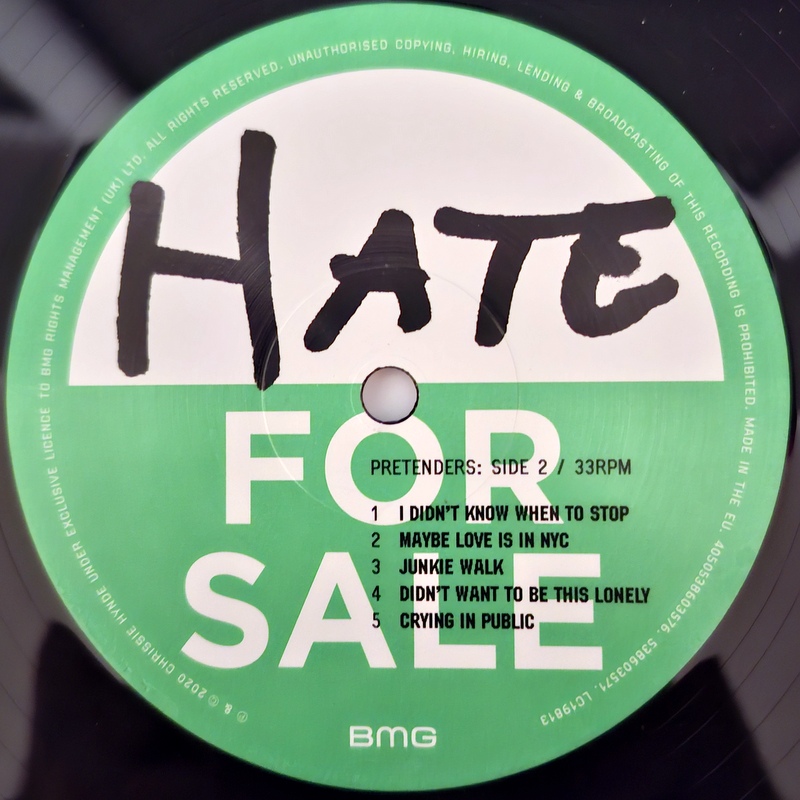 HATE
FOR
SALE
PRETENDERS: SIDE 2 / 33RPM
1 I DIDN'T KNOW WHEN TO STOP
2 MAYBE LOVE IS IN NYC
3 JUNKIE WALK
4 DIDN'T WANT TO BE THIS LONELY
5 CRYING IN PUBLIC
BMG
℗ & © 2020 CHRISSIE HYNDE UNDER EXCLUSIVE LICENCE TO BMG RIGHTS MANAGEMENT (UK) LTD. ALL RIGHTS RESERVED. UNAUTHORISED COPYING, HIRING, LENDING & BROADCASTING OF THIS RECORDING IS PROHIBITED. MADE IN THE EU. 4050538603576. 538603571. LC19813